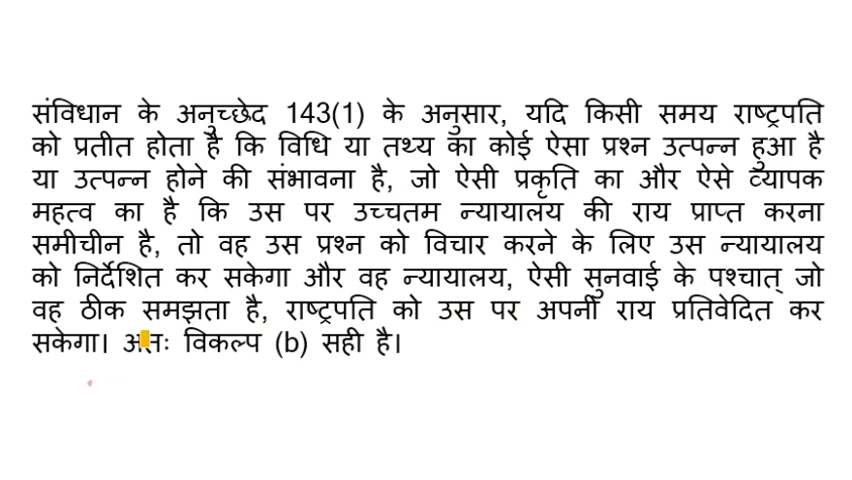 संविधान के अनुच्छेद 143(1) के अनुसार, यदि किसी समय राष्ट्रपति
को प्रतीत होता है कि विधि या तथ्य का कोई ऐसा प्रश्न उत्पन्न हुआ है
या उत्पन्न होने की संभावना है, जो ऐसी प्रकृति का और ऐसे व्यापक
महत्व का है कि उस पर उच्चतम न्यायालय की राय प्राप्त करना
समीचीन है, तो वह उस प्रश्न को विचार करने के लिए उस न्यायालय
को निर्देशित कर सकेगा और वह न्यायालय, ऐसी सुनवाई के पश्चात् जो
वह ठीक समझता है, राष्ट्रपति को उस पर अपनी राय प्रतिवेदित कर
सकेगा। अतः विकल्प (b) सही है।